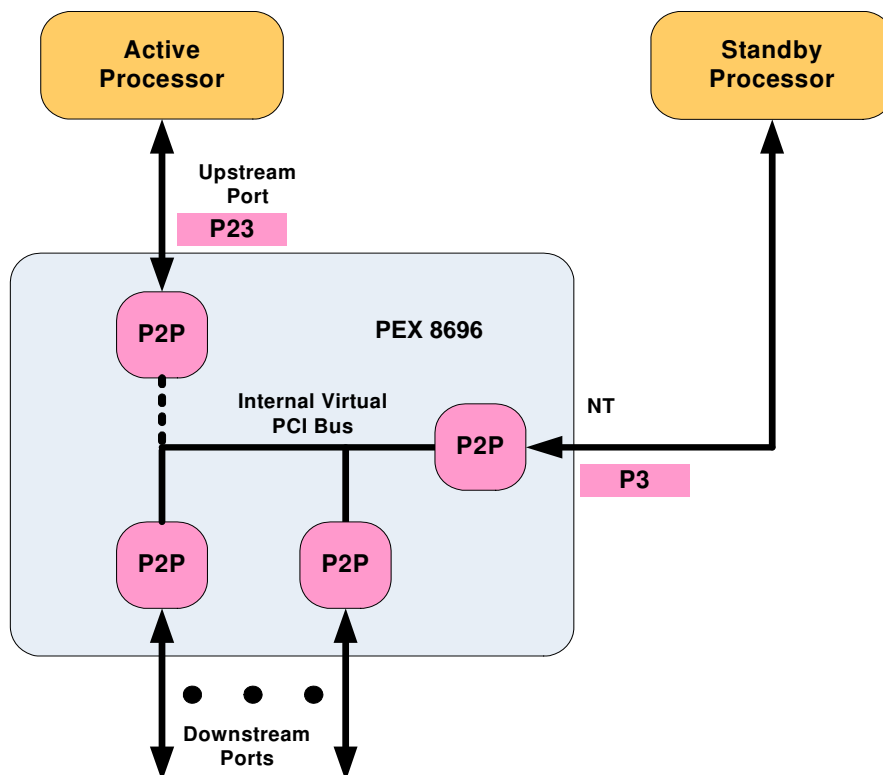 Active
Processor
Standby
Processor
Upstream
Port
P23
P2P
PEX 8696
Internal Virtual
PCI Bus
NT
P2P
P3
P2P
P2P
Downstream
Ports